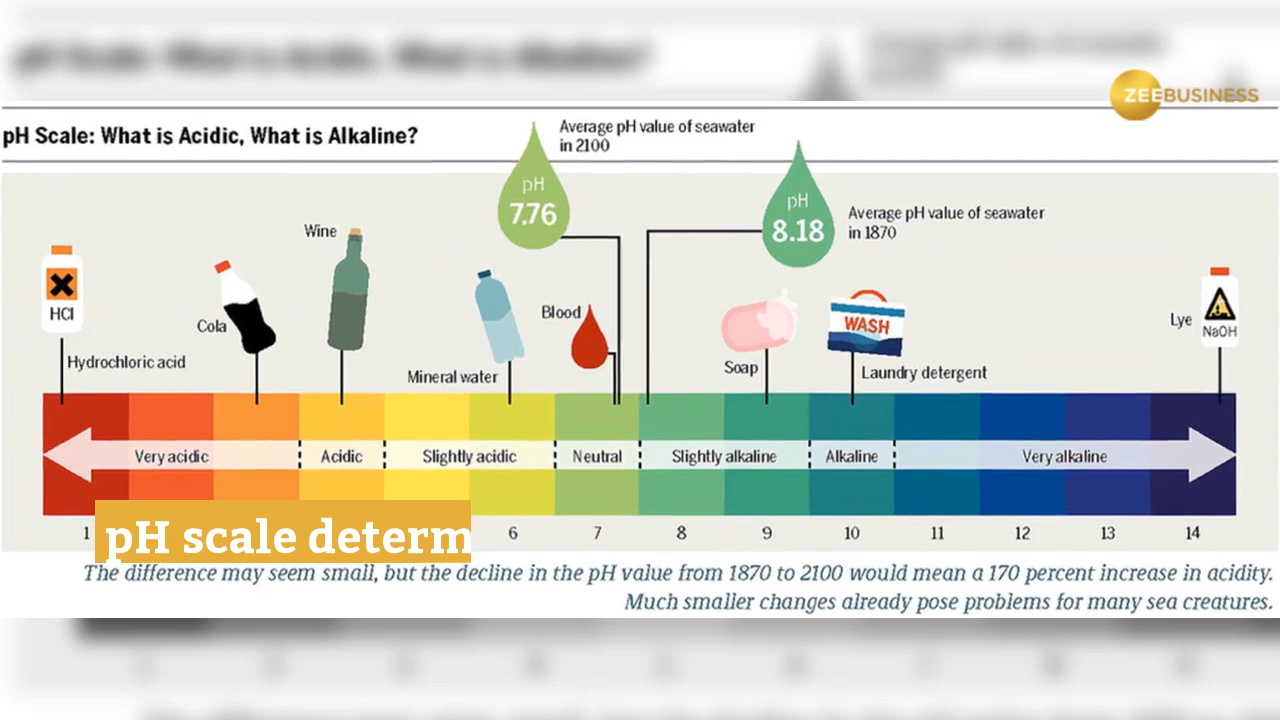 ZEEBUSINESS
pH Scale: What is Acidic, What is Alkaline?
Average pH value of seawater
in 2100
pH
7.76
pH
8.18
Average pH value of seawater
in 1870
Wine
HCl
Hydrochloric acid
Cola
Mineral water
Blood
Soap
WASH
Laundry detergent
Lye
NaOH
Very acidic
Acidic
Slightly acidic
Neutral
Slightly alkaline
Alkaline
Very alkaline
1 6 7 8 9 10 11 12 13 14
pH scale determ
The difference may seem small, but the decline in the pH value from 1870 to 2100 would mean a 170 percent increase in acidity.
Much smaller changes already pose problems for many sea creatures.